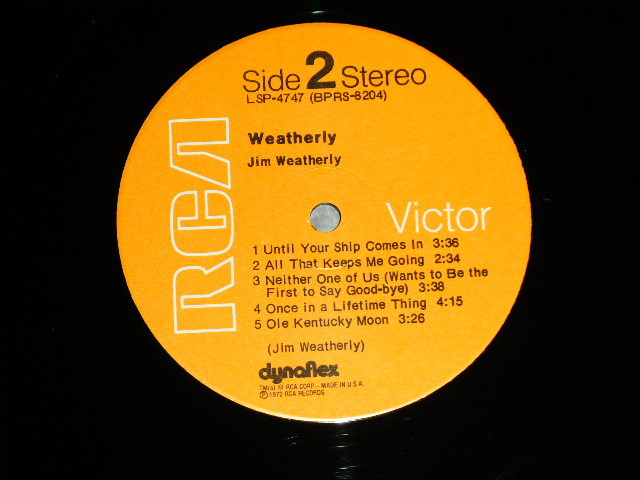 Side 2 Stereo
LSP-4747 (BPRS-8204)
Weatherly
Jim Weatherly
RCA
Victor
1 Until Your Ship Comes In 3:36
2 All That Keeps Me Going 2:34
3 Neither One of Us (Wants to Be the
First to Say Good-bye) 3:38
4 Once in a Lifetime Thing 4:15
5 Ole Kentucky Moon 3:26
(Jim Weatherly)
dynaflex
TM(s) ® RCA CORP.—MADE IN U.S.A.
Ⓟ 1972 RCA RECORDS